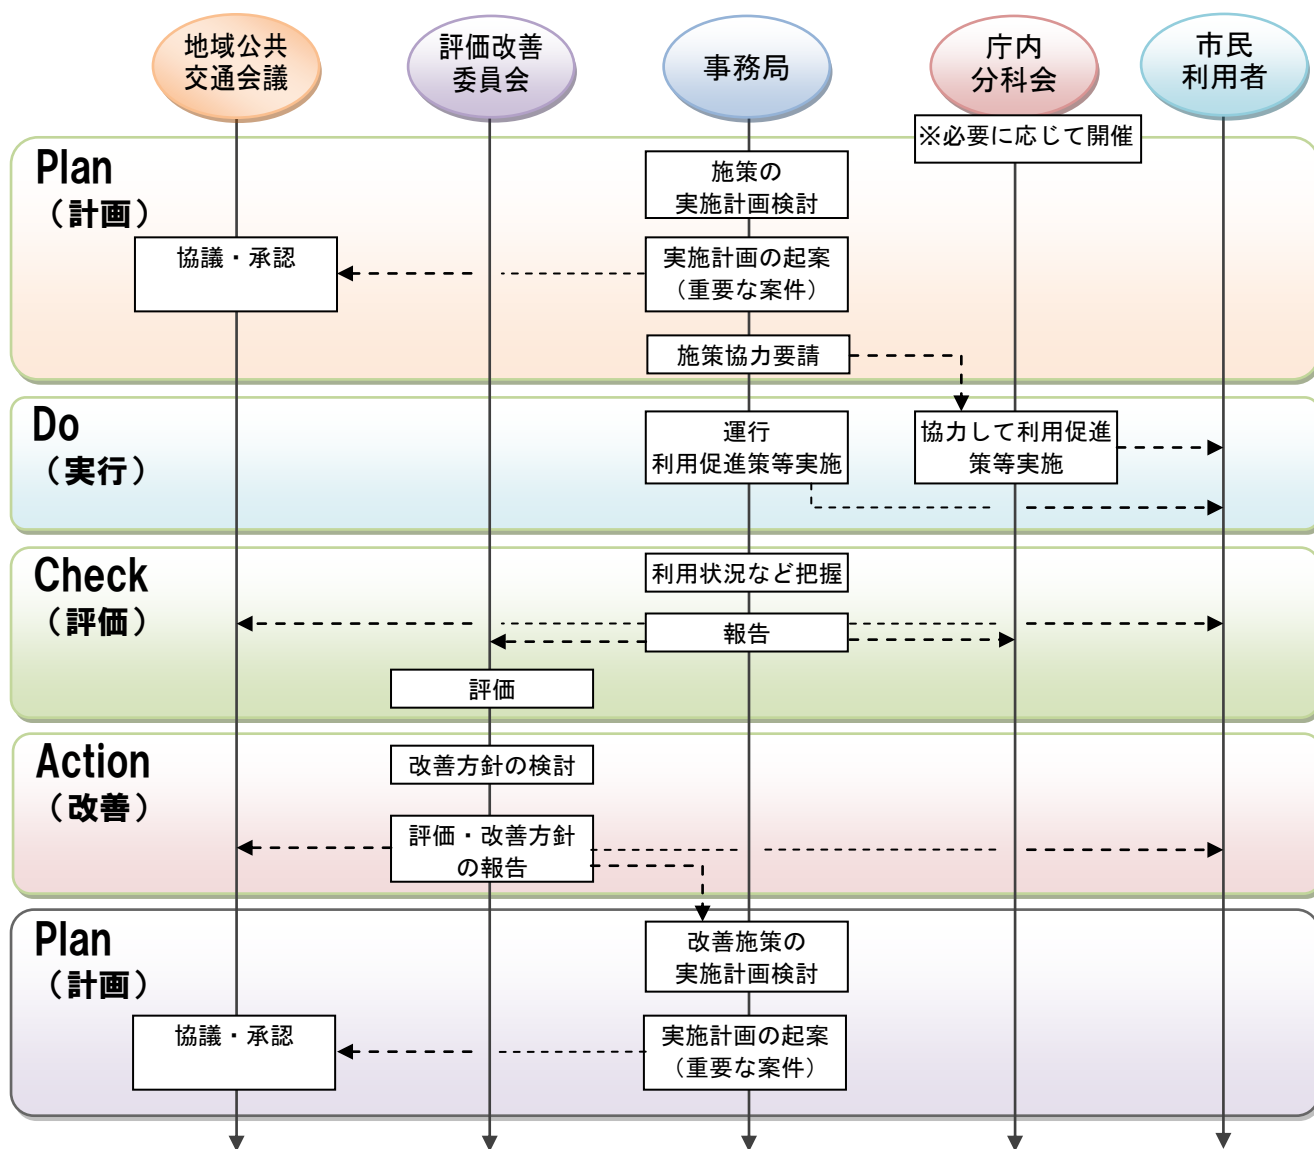 地域公共
交通会議
評価改善
委員会
事務局
庁内
分科会
市民
利用者
※必要に応じて開催
Plan
（計画）
施策の
実施計画検討
協議・承認
実施計画の起案
（重要な案件）
施策協力要請
Do
（実行）
運行
利用促進策等実施
協力して利用促進
策等実施
Check
（評価）
利用状況など把握
報告
評価
Action
（改善）
改善方針の検討
評価・改善方針
の報告
Plan
（計画）
改善施策の
実施計画検討
協議・承認
実施計画の起案
（重要な案件）